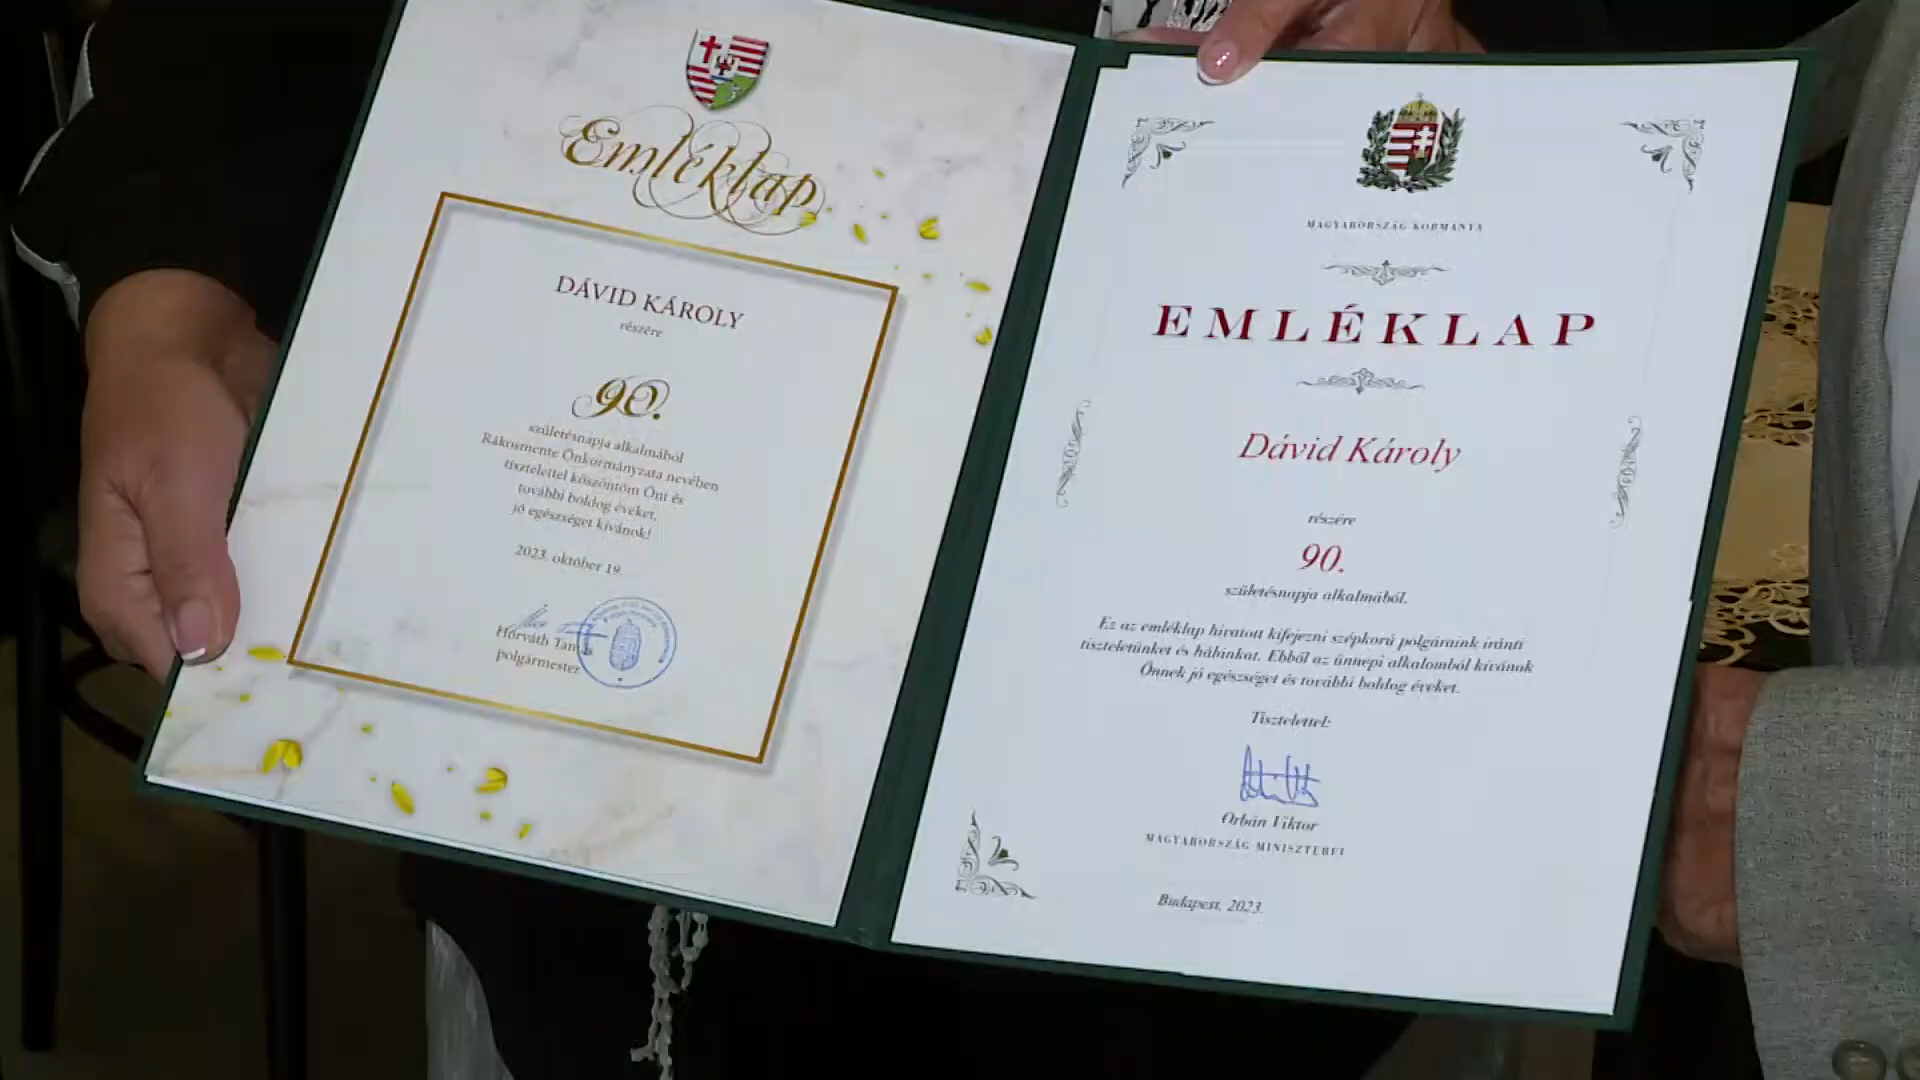 Emléklap
DÁVID KÁROLY
részére
90.
születésnapja alkalmából
Rákosmente Önkormányzata nevében
tisztelettel köszöntöm Önt és
további boldog éveket,
jó egészséget kívánok!
2023. október 19.
Horváth Tamás
polgármester
MAGYARORSZÁG KORMÁNYA
EMLÉKLAP
Dávid Károly
részére
90.
születésnapja alkalmából.
Ez az emléklap hivatott kifejezni szépkorú polgáraink iránti
tiszteletünket és hálánkat. Ebből az ünnepi alkalomból kívánok
Önnek jó egészséget és további boldog éveket.
Tisztelettel:
Orbán Viktor
MAGYARORSZÁG MINISZTERE
Budapest, 2023.